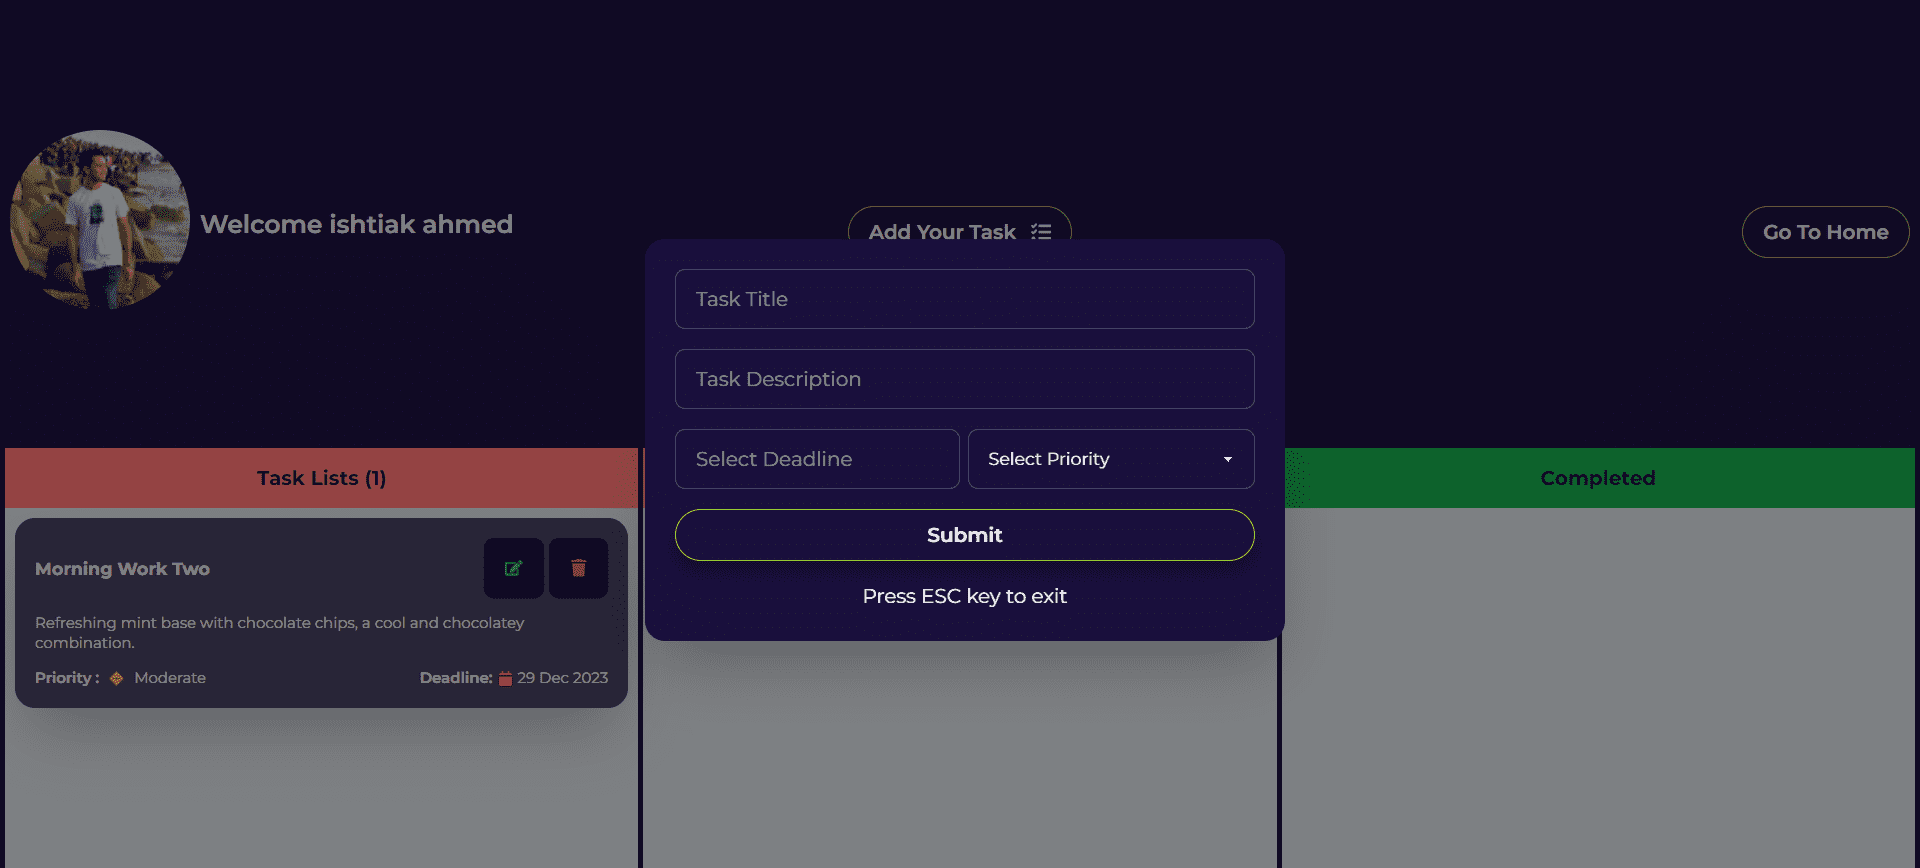 Welcome ishtiak ahmed
Add Your Task
Go To Home
Task Title
Task Description
Select Deadline
Select Priority
Submit
Press ESC key to exit
Task Lists (1)
Completed
Morning Work Two
Refreshing mint base with chocolate chips, a cool and chocolatey
combination.
Priority : Moderate
Deadline: 29 Dec 2023